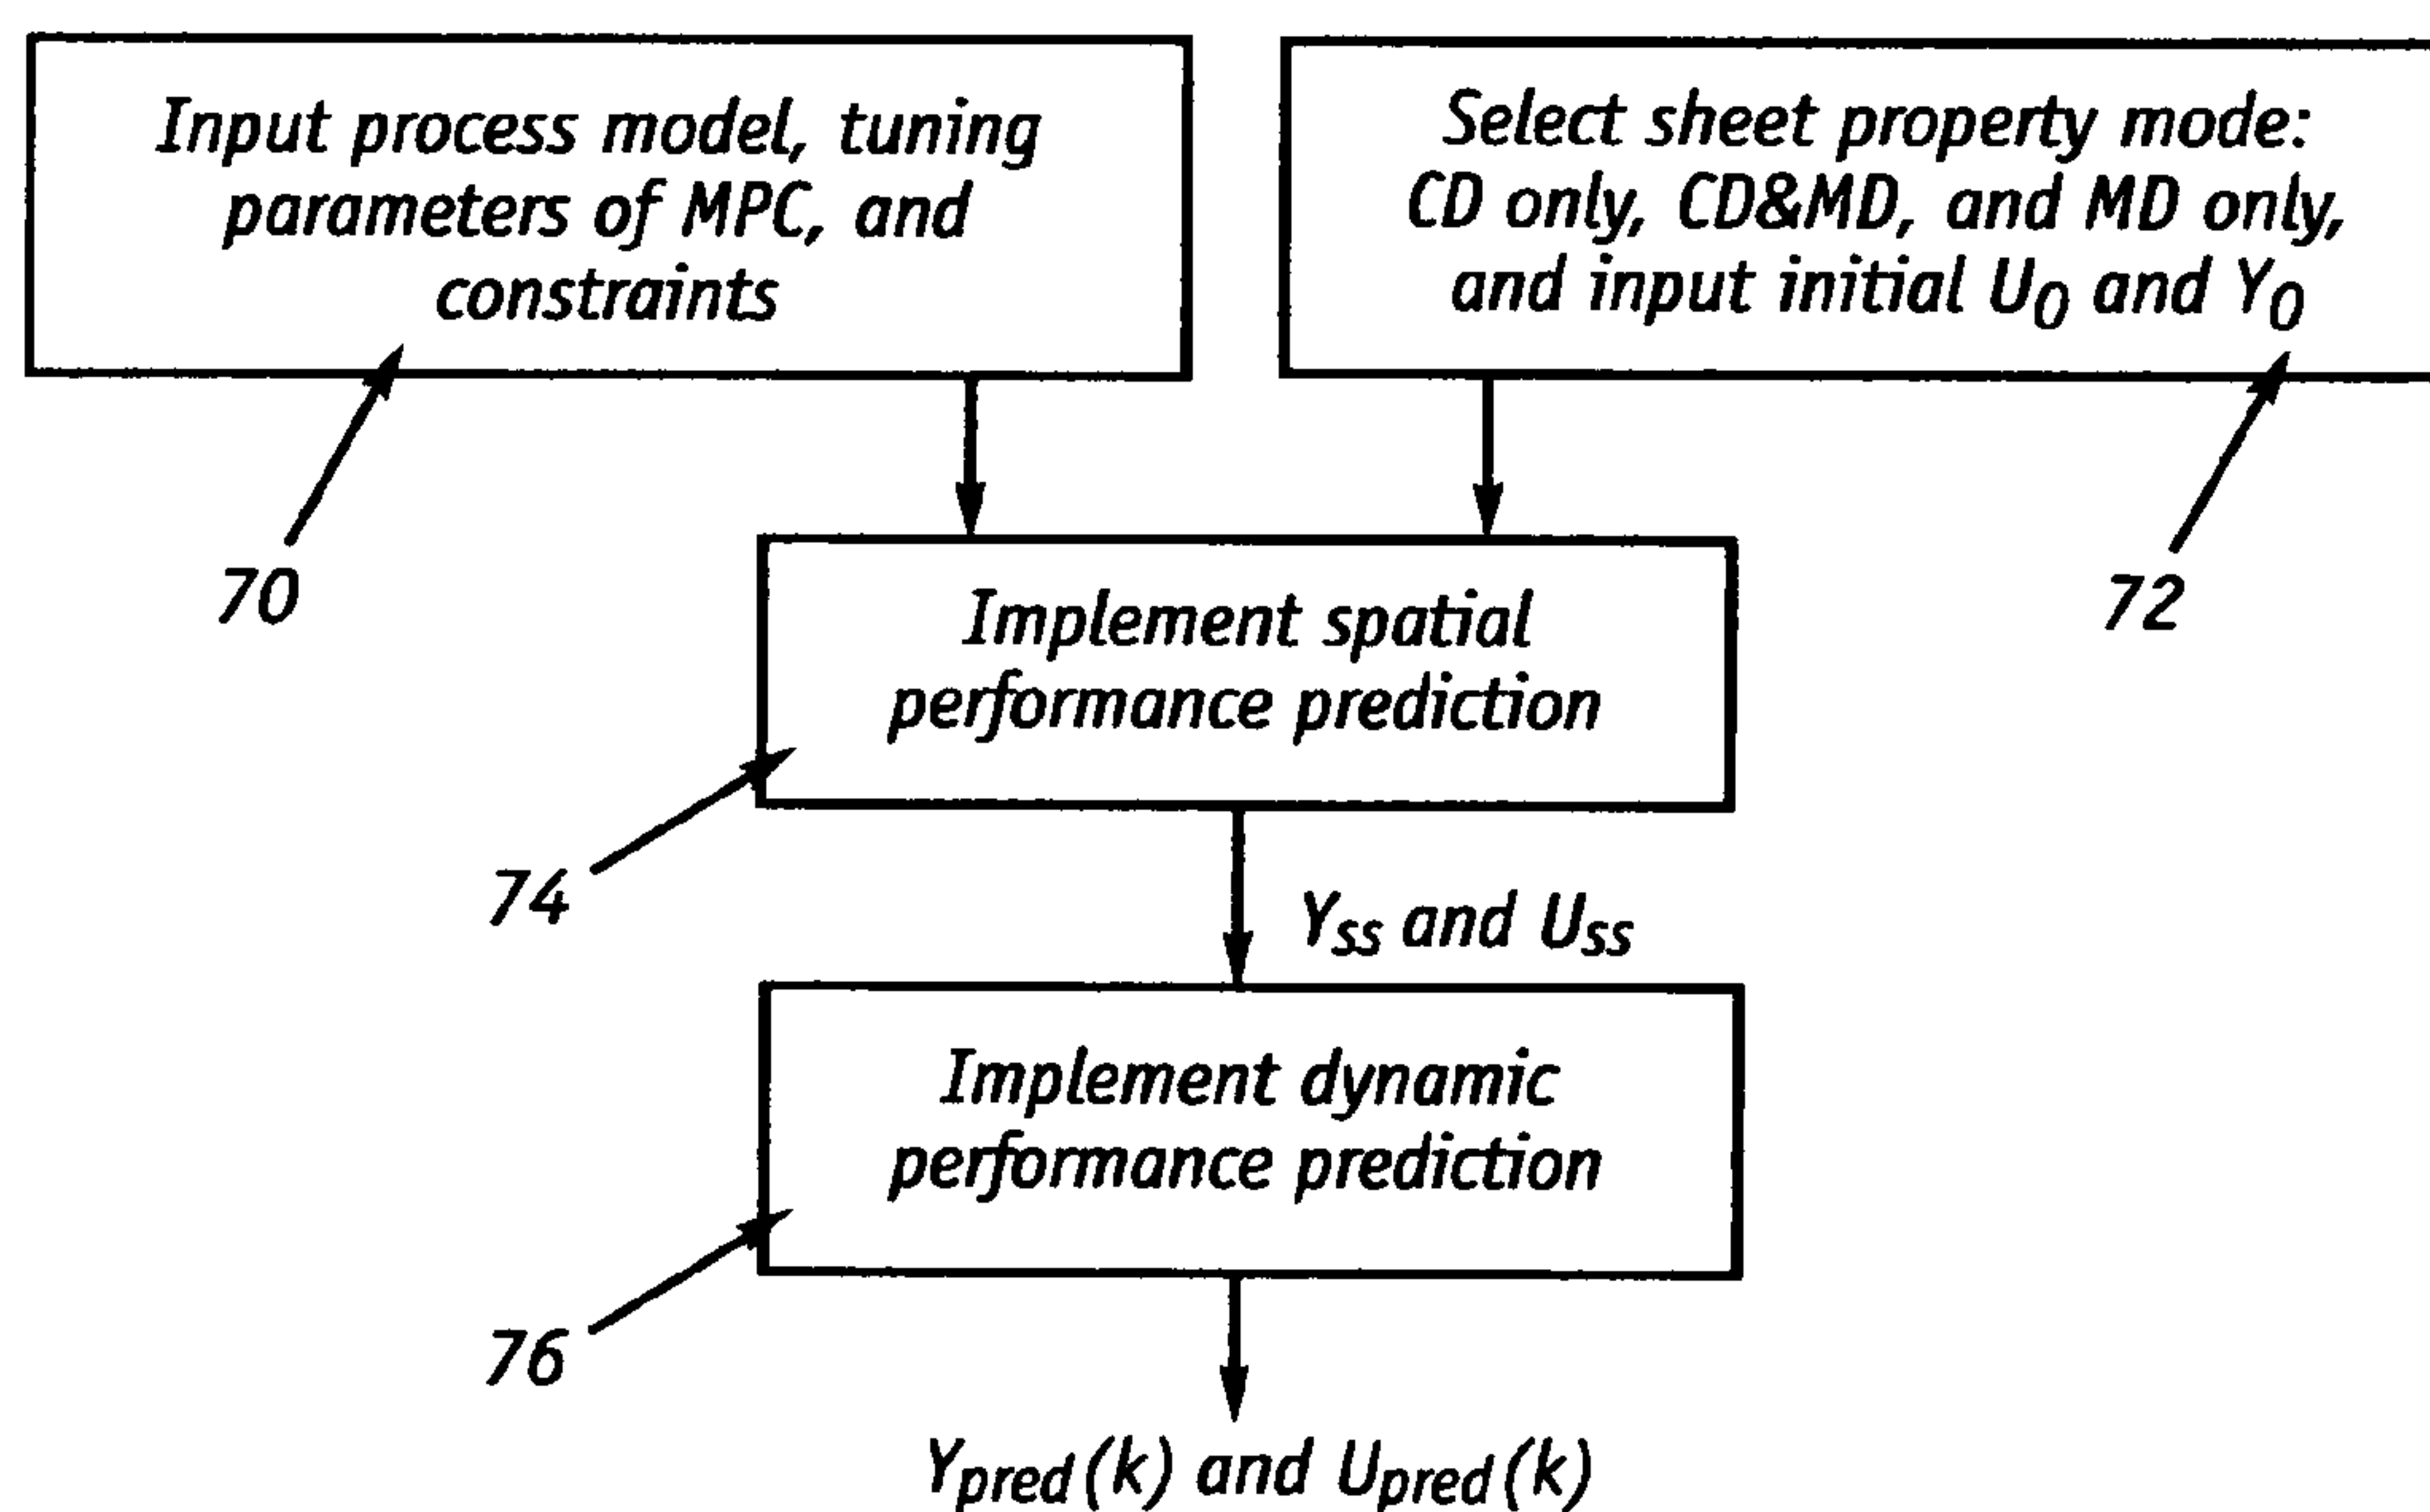 Input process model, tuning
parameters of MPC, and
constraints
Select sheet property mode:
CD only, CD&MD, and MD only,
and input initial U0 and Y0
70
72
Implement spatial
performance prediction
74
Yss and Uss
Implement dynamic
performance prediction
76
Ypred(k) and Upred(k)